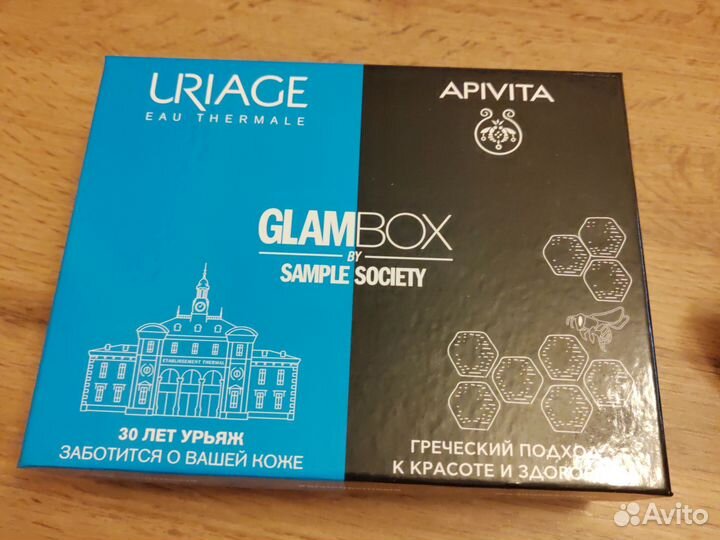 URIAGE
EAU THERMALE
APIVITA
GLAMBOX
BY
SAMPLE SOCIETY
ETABLISSEMENT THERMAL
30 ЛЕТ УРЬЯЖ
ЗАБОТИТСЯ О ВАШЕЙ КОЖЕ
ГРЕЧЕСКИЙ ПОДХОД
К КРАСОТЕ И
Avito